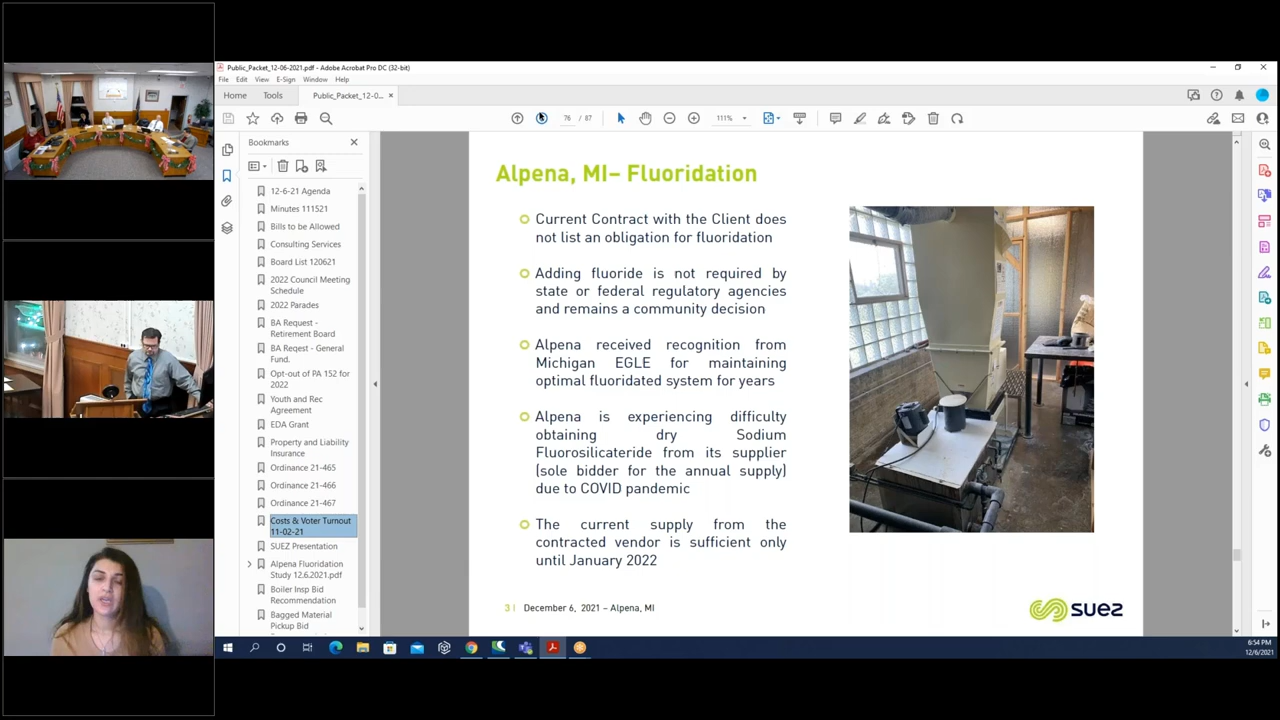 Public_Packet_12-06-2021.pdf - Adobe Acrobat Pro DC (32-bit)
File Edit View E-Sign Window Help
Home Tools Public_Packet_12-0... ×
76 / 87 111%
Bookmarks
12-6-21 Agenda
Minutes 111521
Bills to be Allowed
Consulting Services
Board List 120621
2022 Council Meeting
Schedule
2022 Parades
BA Request -
Retirement Board
BA Reqest - General
Fund.
Opt-out of PA 152 for
2022
Youth and Rec
Agreement
EDA Grant
Property and Liability
Insurance
Ordinance 21-465
Ordinance 21-466
Ordinance 21-467
Costs & Voter Turnout
11-02-21
SUEZ Presentation
Alpena Fluoridation
Study 12.6.2021.pdf
Boiler Insp Bid
Recommendation
Bagged Material
Pickup Bid
Alpena, MI– Fluoridation
Current Contract with the Client does
not list an obligation for fluoridation
Adding fluoride is not required by
state or federal regulatory agencies
and remains a community decision
Alpena received recognition from
Michigan EGLE for maintaining
optimal fluoridated system for years
Alpena is experiencing difficulty
obtaining dry Sodium
Fluorosilicateride from its supplier
(sole bidder for the annual supply)
due to COVID pandemic
The current supply from the
contracted vendor is sufficient only
until January 2022
3 | December 6, 2021 – Alpena, MI
suez
6:54 PM
12/6/2021